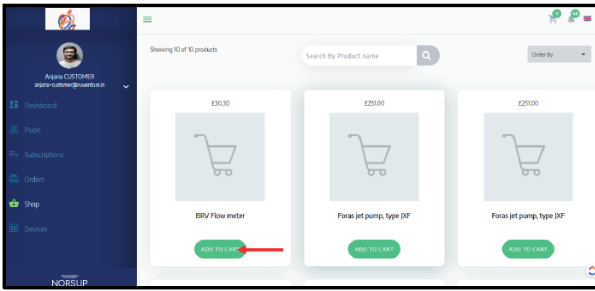 Anjana CUSTOMER
anjana-customer@nuventure.in
Dashboard
Pools
Subscriptions
Orders
Shop
Devices
NORSUP
Showing 10 of 10 products
Search By Product name
Order By
£30.30
BRV Flow meter
ADD TO CART
£251.00
Foras jet pump, type JXF
ADD TO CART
£251.00
Foras jet pump, type JXF
ADD TO CART